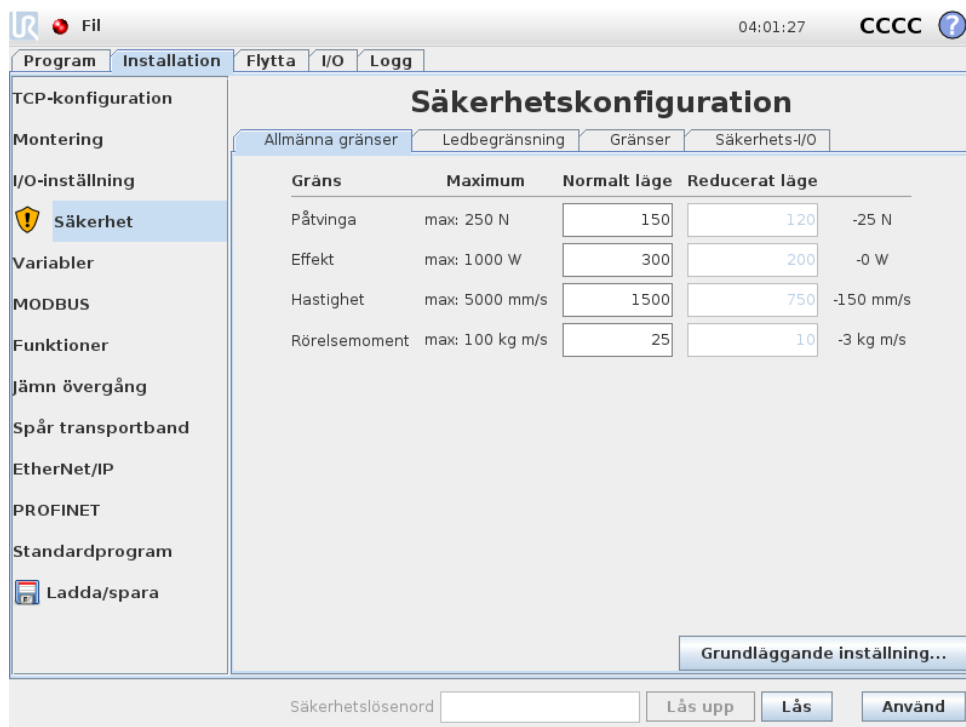 UR Fil 04:01:27 CCCC ?
Program Installation Flytta I/O Logg
TCP-konfiguration
Montering
I/O-inställning
Säkerhet
Variabler
MODBUS
Funktioner
Jämn övergång
Spår transportband
EtherNet/IP
PROFINET
Standardprogram
Ladda/spara
Säkerhetskonfiguration
Allmänna gränser Ledbegränsning Gränser Säkerhets-I/O
Gräns Maximum Normalt läge Reducerat läge
Påtvinga max: 250 N 150 120 -25 N
Effekt max: 1000 W 300 200 -0 W
Hastighet max: 5000 mm/s 1500 750 -150 mm/s
Rörelsemoment max: 100 kg m/s 25 10 -3 kg m/s
Grundläggande inställning...
Säkerhetslösenord Lås upp Lås Använd